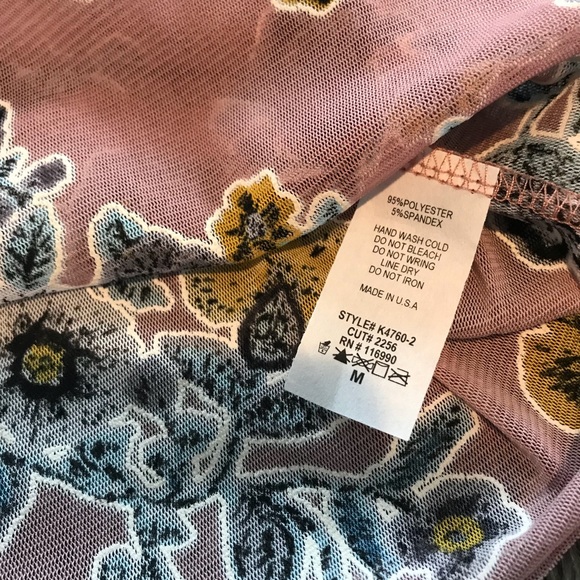 95%POLYESTER
5%SPANDEX
HAND WASH COLD
DO NOT BLEACH
DO NOT WRING
LINE DRY
DO NOT IRON
MADE IN U.S.A
STYLE# K4760-2
CUT# 2256
RN # 116990
M